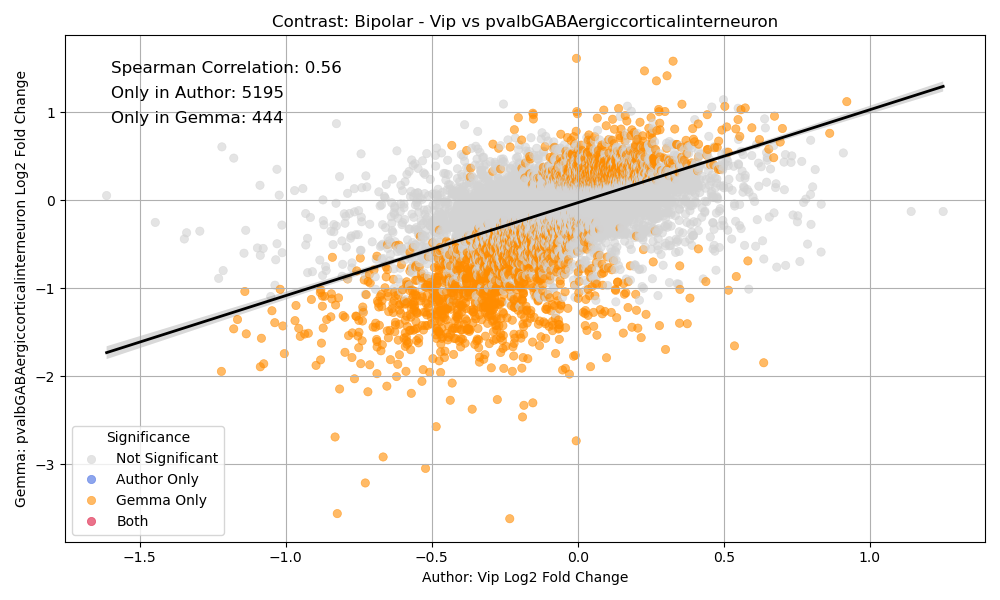 Contrast: Bipolar - Vip vs pvalbGABAergiccorticalinterneuron
Spearman Correlation: 0.56
Only in Author: 5195
Only in Gemma: 444
Gemma: pvalbGABAergiccorticalinterneuron Log2 Fold Change
1
0
−1
−2
−3
Significance
Not Significant
Author Only
Gemma Only
Both
−1.5
−1.0
−0.5
0.0
0.5
1.0
Author: Vip Log2 Fold Change